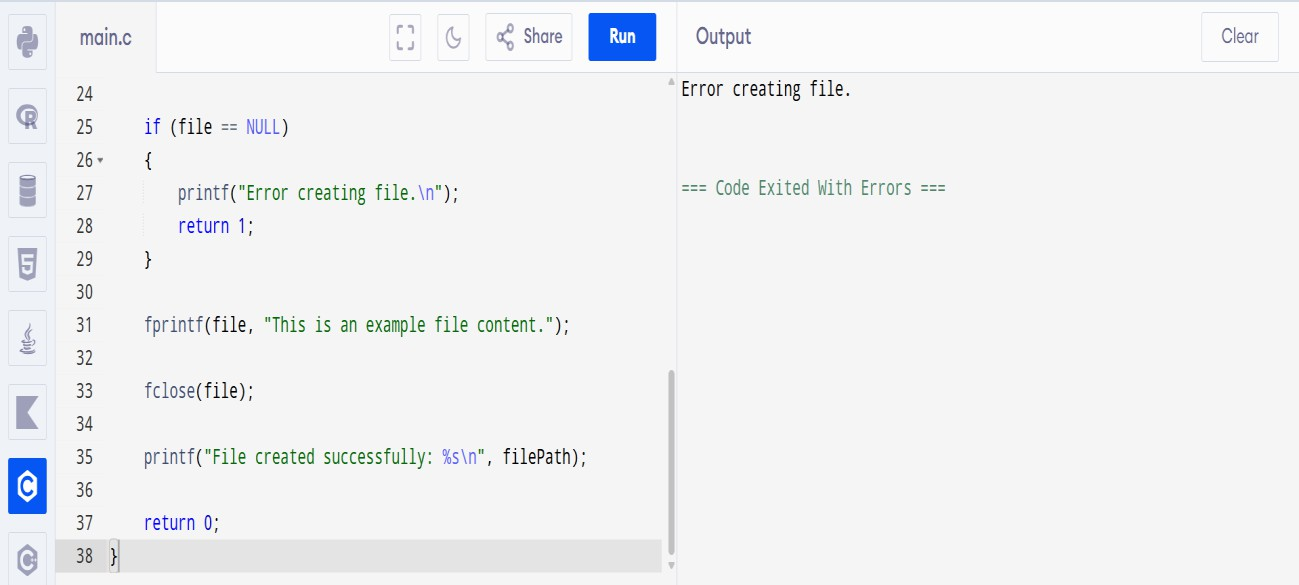 main.c
Share
Run
Output
Clear
24
25 if (file == NULL)
26 {
27 printf("Error creating file.\n");
28 return 1;
29 }
30
31 fprintf(file, "This is an example file content.");
32
33 fclose(file);
34
35 printf("File created successfully: %s\n", filePath);
36
37 return 0;
38 }
Error creating file.
=== Code Exited With Errors ===